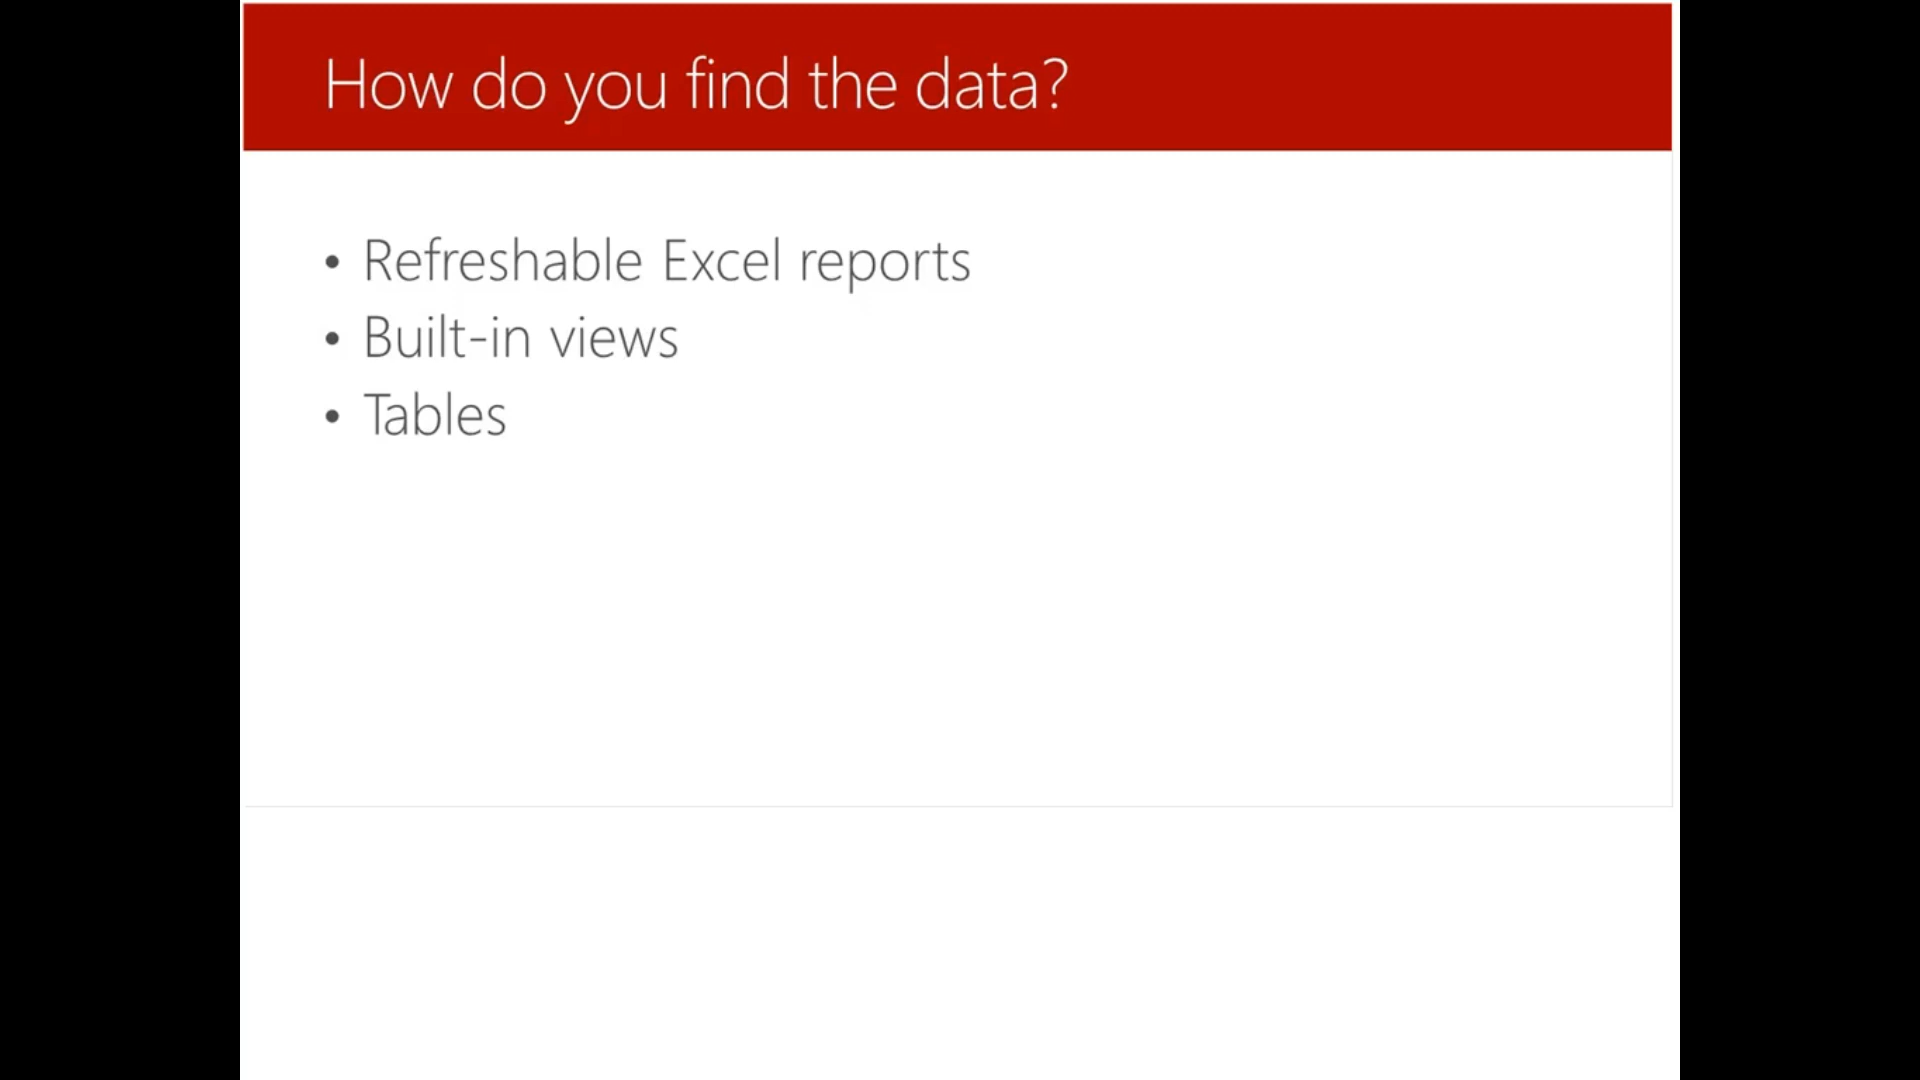 How do you find the data?
• Refreshable Excel reports
• Built-in views
• Tables